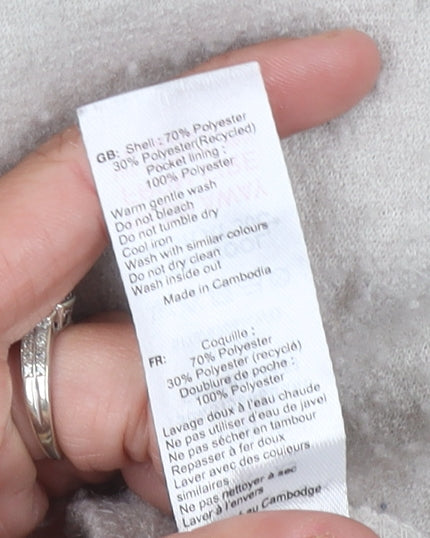 GB: Shell : 70% Polyester
30% Polyester(Recycled)
Pocket lining :
100% Polyester
Warm gentle wash
Do not bleach
Do not tumble dry
Cool iron
Wash with similar colours
Do not dry clean
Wash inside out
Made in Cambodia
Coquille :
FR: 70% Polyester
30% Polyester (recyclé)
Doublure de poche :
100% Polyester
Lavage doux à l'eau chaude
Ne pas utiliser d'eau de javel
Ne pas sécher en tambour
Repasser à fer doux
Laver avec des couleurs
similaires
Ne pas nettoyer à sec
Laver à l'envers
au Cambodge